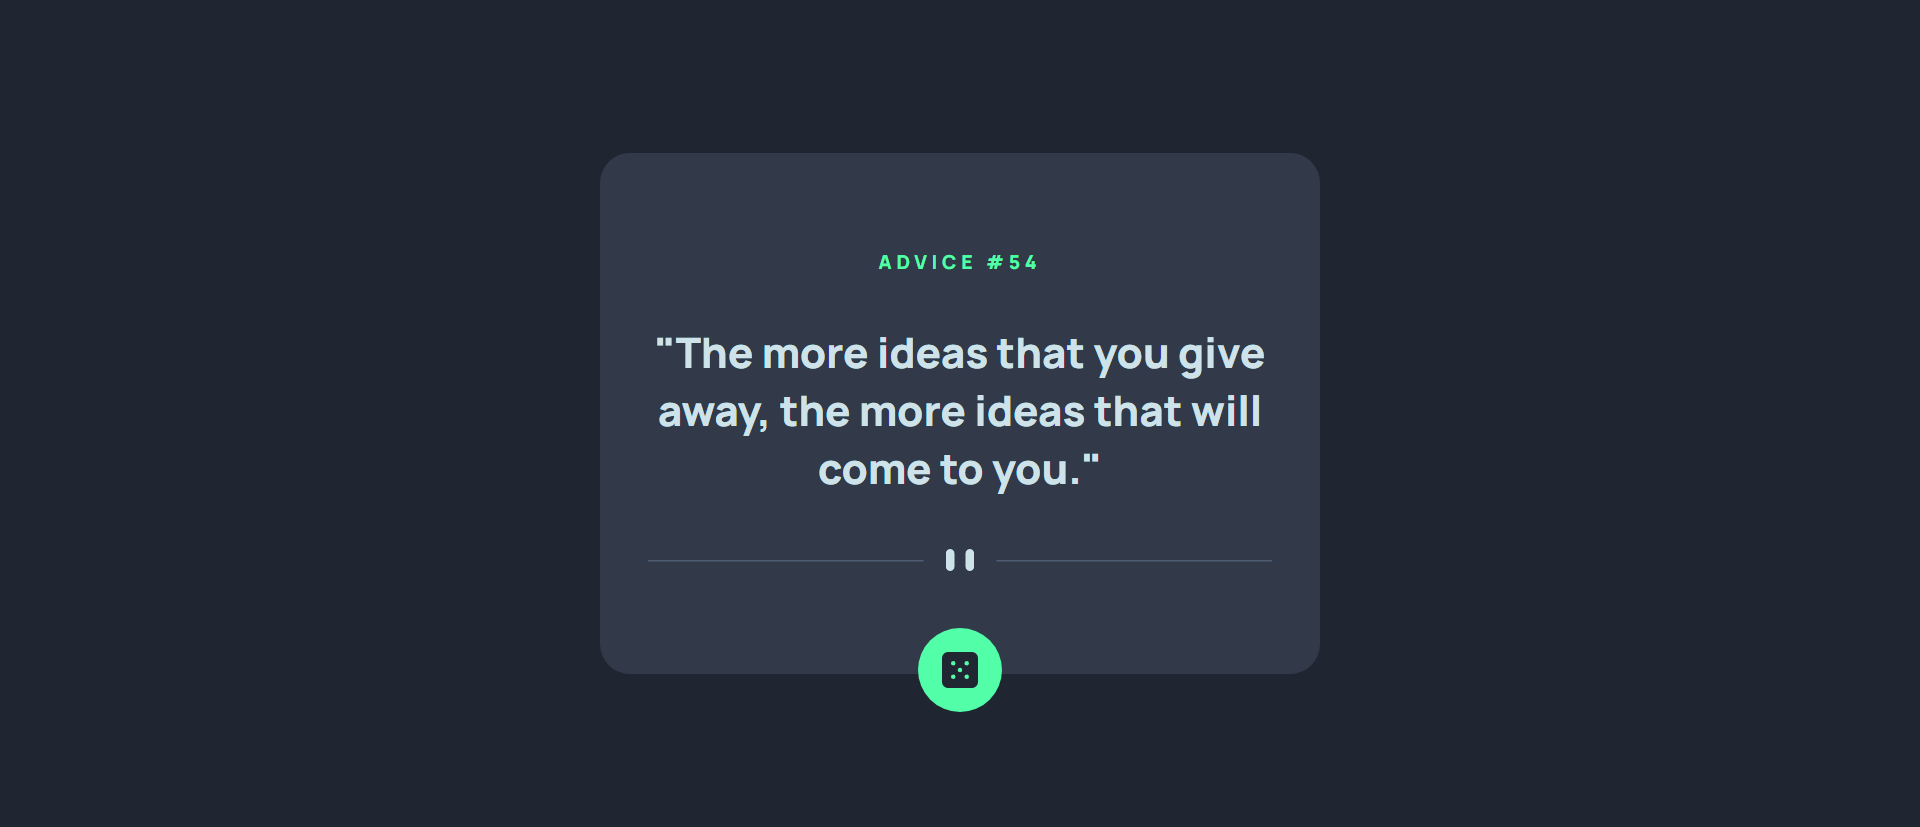 ADVICE #54
"The more ideas that you give
away, the more ideas that will
come to you."